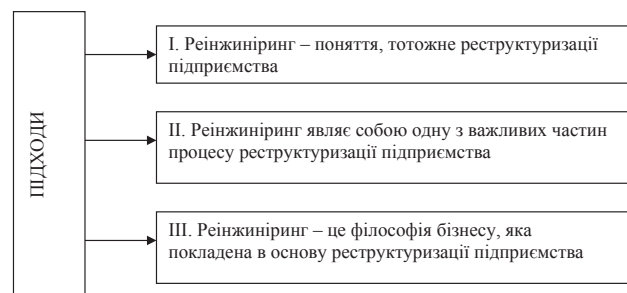 ПІДХОДИ
I. Реінжиніринг – поняття, тотожне реструктуризації
підприємства
II. Реінжиніринг являє собою одну з важливих частин
процесу реструктуризації підприємства
III. Реінжиніринг – це філософія бізнесу, яка
покладена в основу реструктуризації підприємства